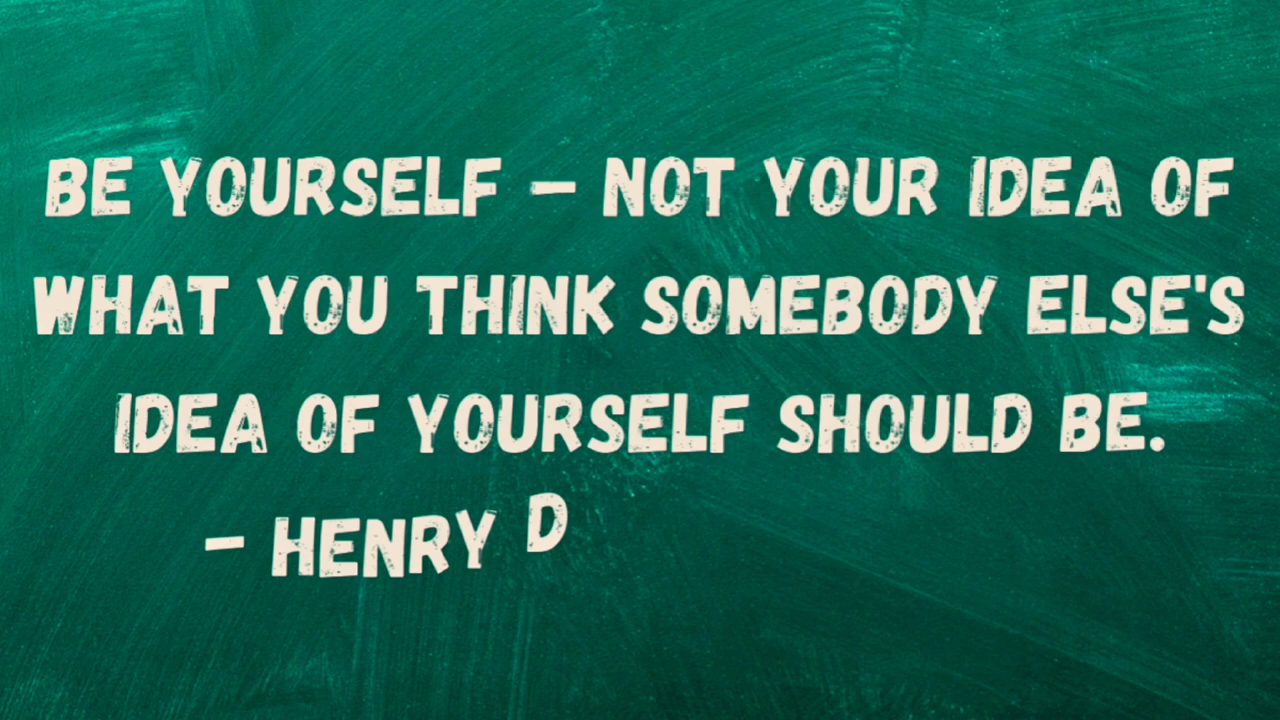 BE YOURSELF – NOT YOUR IDEA OF
WHAT YOU THINK SOMEBODY ELSE'S
IDEA OF YOURSELF SHOULD BE.
– HENRY D